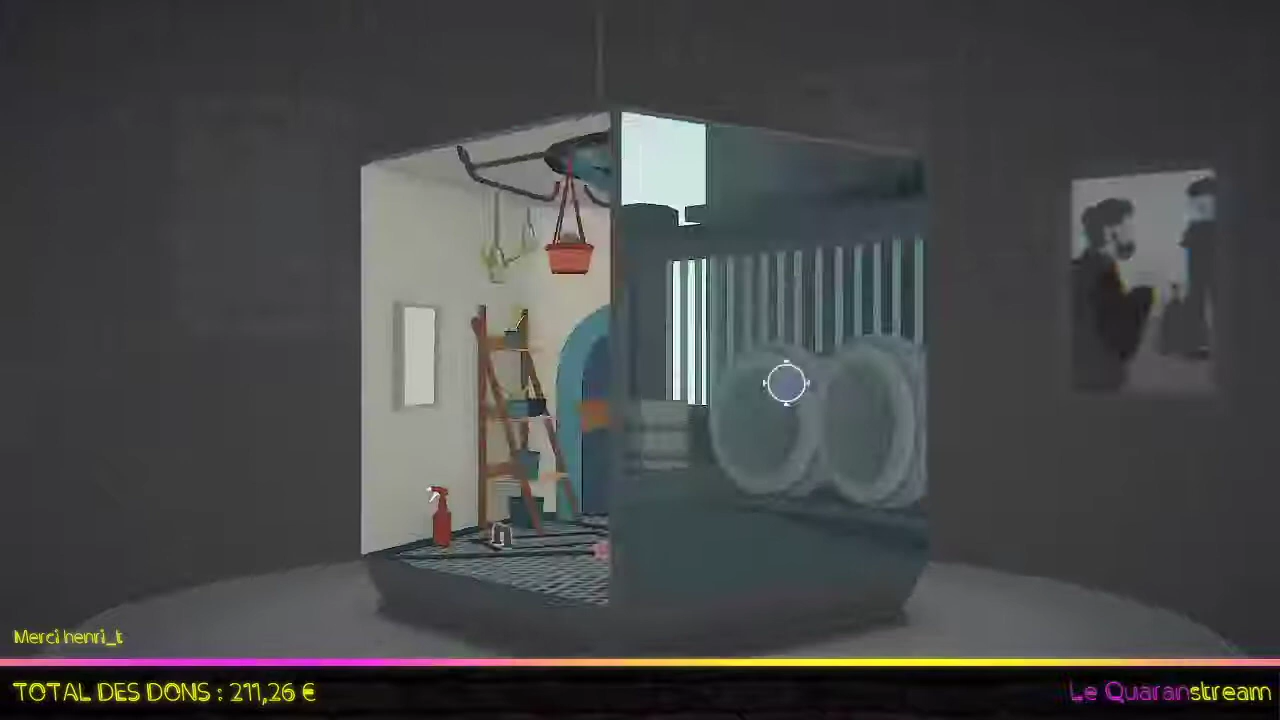 Merci henri_t
TOTAL DES DONS : 211,26 €
Le Quaranstream